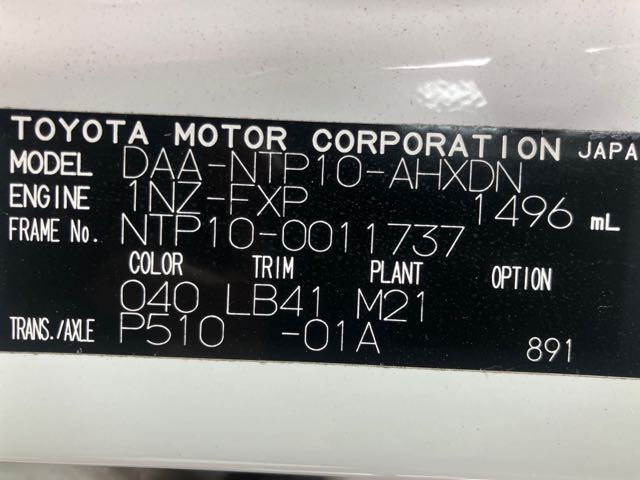 TOYOTA MOTOR CORPORATION JAPAN
MODEL DAA-NTP10-AHXDN
ENGINE 1NZ-FXP 1496 mL
FRAME No. NTP10-0011737
COLOR TRIM PLANT OPTION
040 LB41 M21
TRANS./AXLE P510 -01A 891